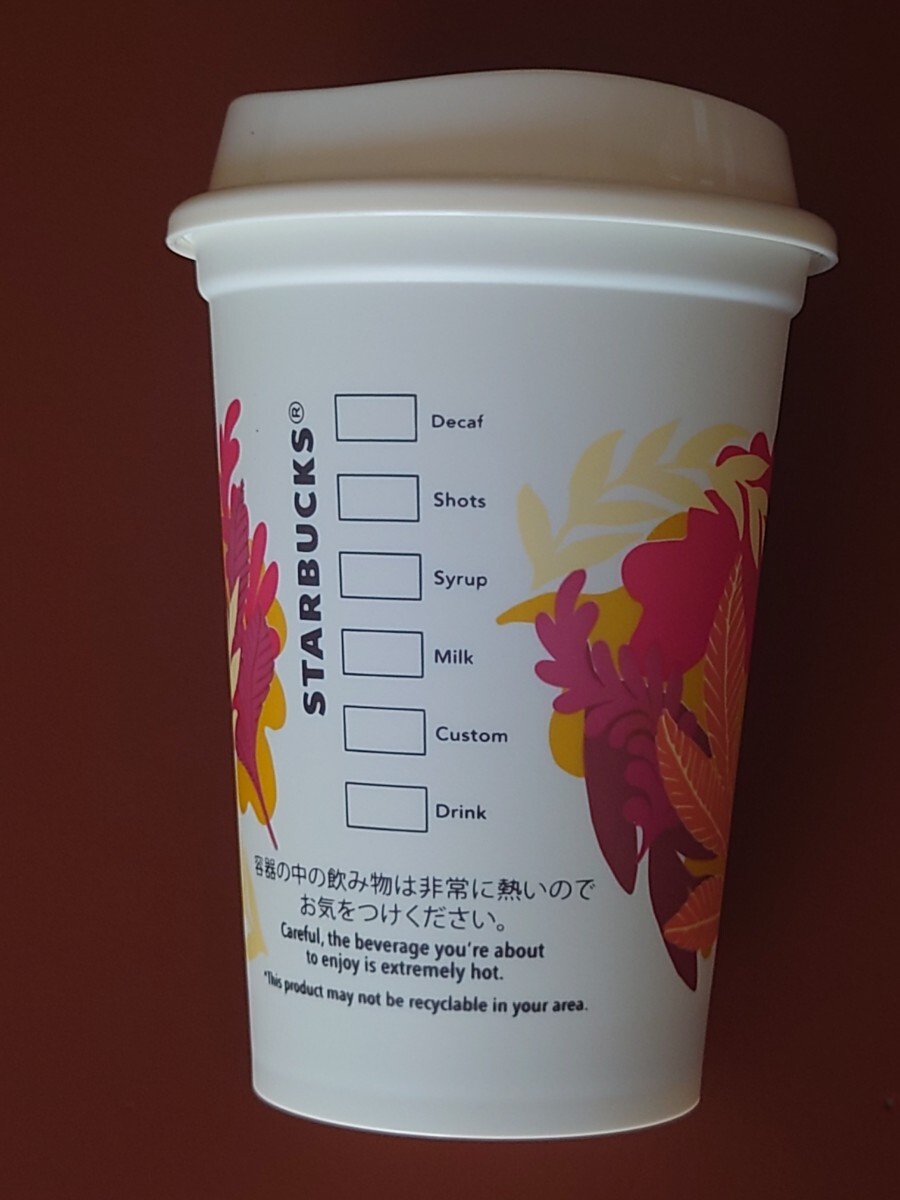 STARBUCKS®
Decaf
Shots
Syrup
Milk
Custom
Drink
容器の中の飲み物は非常に熱いので
お気をつけください。
Careful, the beverage you're about
to enjoy is extremely hot.
*This product may not be recyclable in your area.